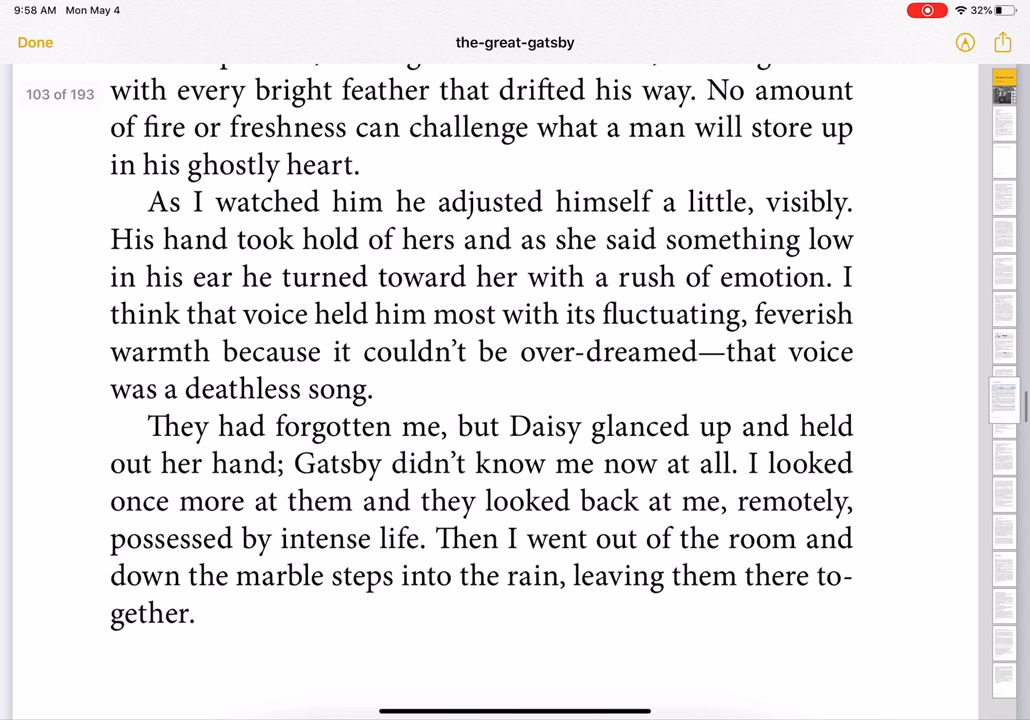 9:58 AM Mon May 4
32%
Done
the-great-gatsby
103 of 193
with every bright feather that drifted his way. No amount
of fire or freshness can challenge what a man will store up
in his ghostly heart.
As I watched him he adjusted himself a little, visibly.
His hand took hold of hers and as she said something low
in his ear he turned toward her with a rush of emotion. I
think that voice held him most with its fluctuating, feverish
warmth because it couldn’t be over-dreamed—that voice
was a deathless song.
They had forgotten me, but Daisy glanced up and held
out her hand; Gatsby didn’t know me now at all. I looked
once more at them and they looked back at me, remotely,
possessed by intense life. Then I went out of the room and
down the marble steps into the rain, leaving them there to-
gether.